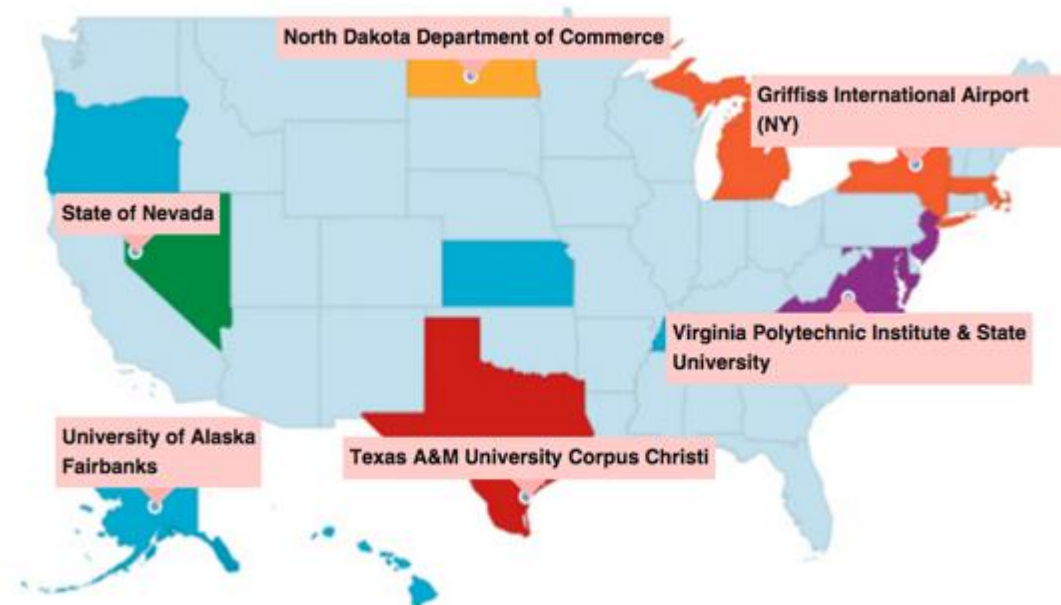 North Dakota Department of Commerce
Griffiss International Airport
(NY)
State of Nevada
Virginia Polytechnic Institute & State
University
University of Alaska
Fairbanks
Texas A&M University Corpus Christi